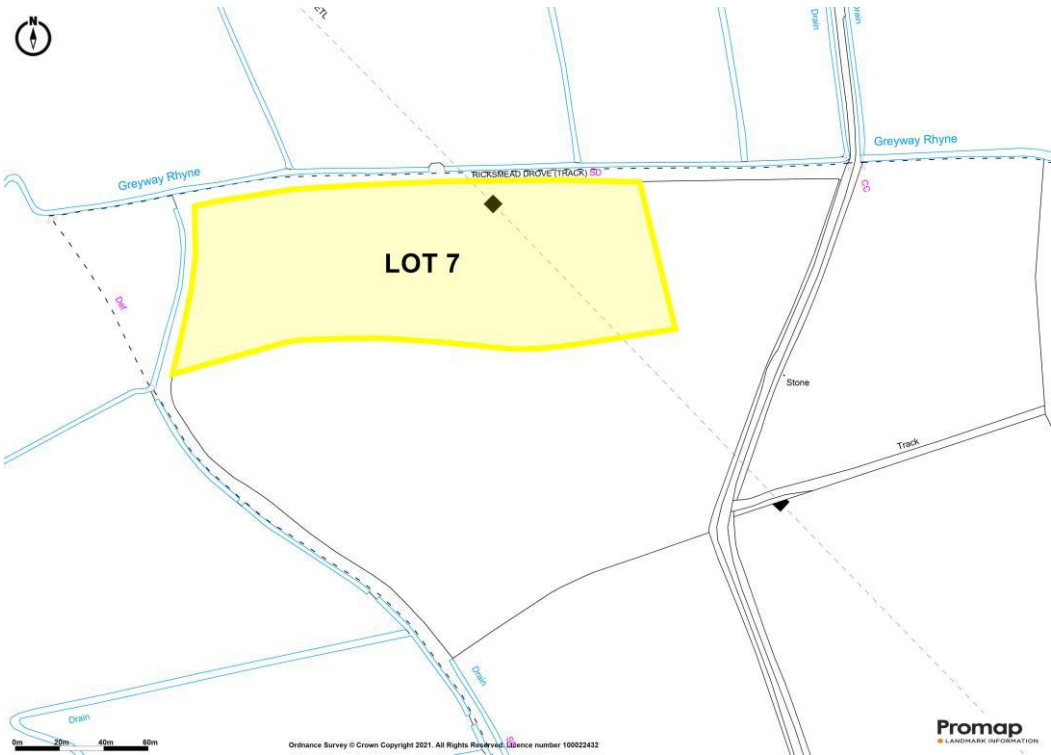 N
ETL
Drain
Drain
Greyway Rhyne
Greyway Rhyne
RICKSMEAD DROVE (TRACK) SD
CC
LOT 7
Def
Stone
Track
Drain
Drain
SD
0m 20m 40m 60m
Ordnance Survey © Crown Copyright 2021. All Rights Reserved. Licence number 100022432
Promap
LANDMARK INFORMATION